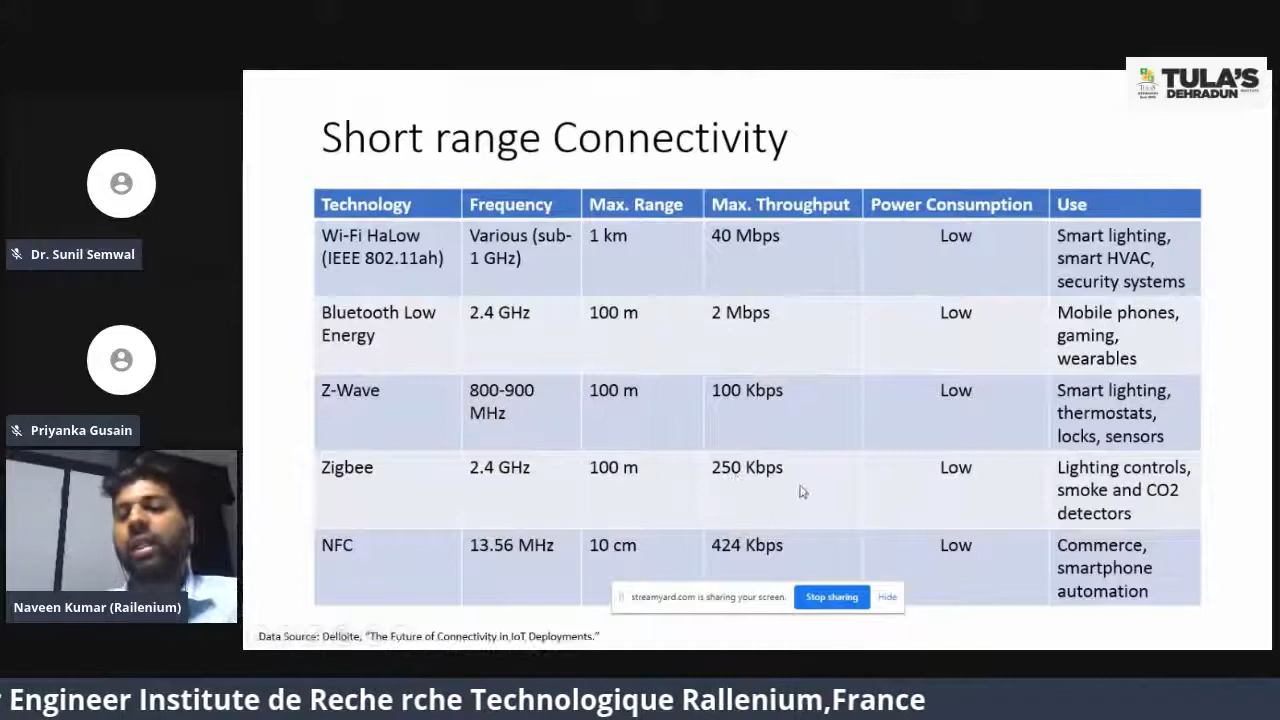 TULA'S
DEHRADUN
Short range Connectivity
Technology Frequency Max. Range Max. Throughput Power Consumption Use
Wi-Fi HaLow (IEEE 802.11ah) Various (sub-1 GHz) 1 km 40 Mbps Low Smart lighting, smart HVAC, security systems
Bluetooth Low Energy 2.4 GHz 100 m 2 Mbps Low Mobile phones, gaming, wearables
Z-Wave 800-900 MHz 100 m 100 Kbps Low Smart lighting, thermostats, locks, sensors
Zigbee 2.4 GHz 100 m 250 Kbps Low Lighting controls, smoke and CO2 detectors
NFC 13.56 MHz 10 cm 424 Kbps Low Commerce, smartphone automation
streamyard.com is sharing your screen. Stop sharing Hide
Data Source: Delloite, "The Future of Connectivity in IoT Deployments."
Dr. Sunil Semwal
Priyanka Gusain
Naveen Kumar (Railenium)
Engineer Institute de Reche rche Technologique Rallenium,France